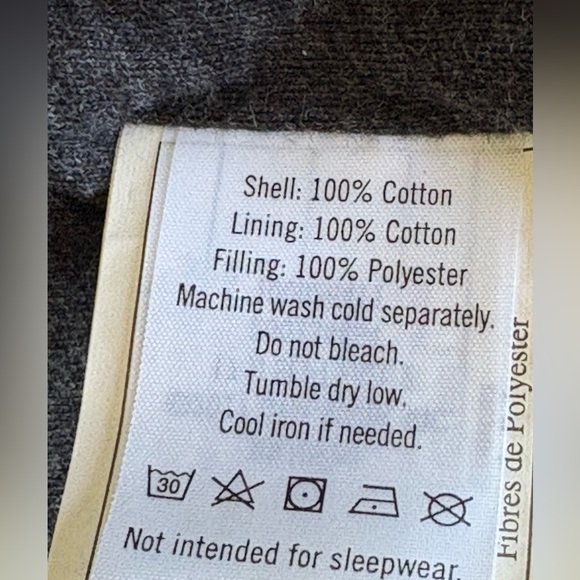 Shell: 100% Cotton
Lining: 100% Cotton
Filling: 100% Polyester
Machine wash cold separately.
Do not bleach.
Tumble dry low.
Cool iron if needed.
30
Not intended for sleepwear.
Fibres de Polyester